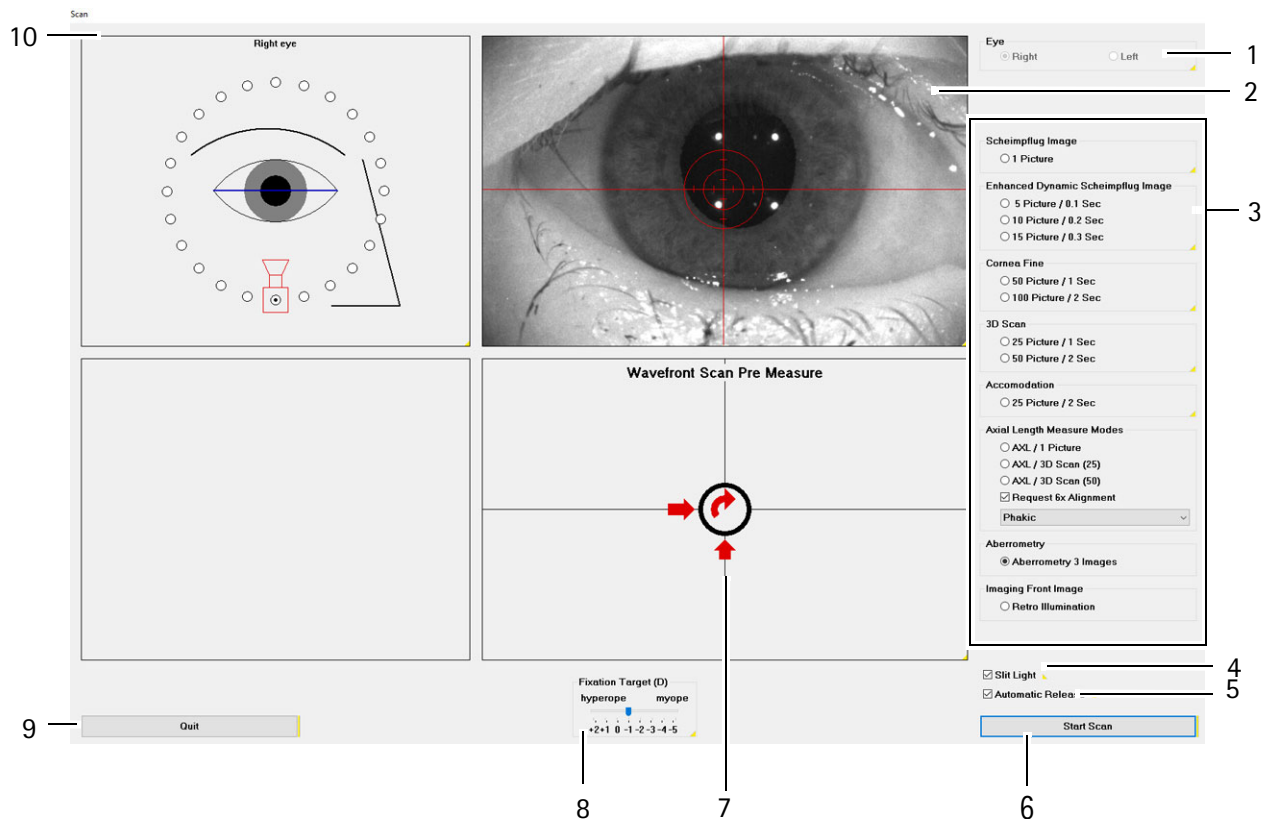 Scan
10
Right eye
Eye
Right
Left
1
2
Scheimpflug Image
1 Picture
Enhanced Dynamic Scheimpflug Image
5 Picture / 0.1 Sec
10 Picture / 0.2 Sec
15 Picture / 0.3 Sec
3
Cornea Fine
50 Picture / 1 Sec
100 Picture / 2 Sec
3D Scan
25 Picture / 1 Sec
50 Picture / 2 Sec
Accomodation
25 Picture / 2 Sec
Axial Length Measure Modes
AXL / 1 Picture
AXL / 3D Scan (25)
AXL / 3D Scan (50)
Request 6x Alignment
Phakic
Aberrometry
Aberrometry 3 Images
Imaging Front Image
Retro Illumination
Wavefront Scan Pre Measure
Slit Light
4
Automatic Releas
5
Fixation Target (D)
hyperope myope
+2 +1 0 -1 -2 -3 -4 -5
9
Quit
Start Scan
8
7
6